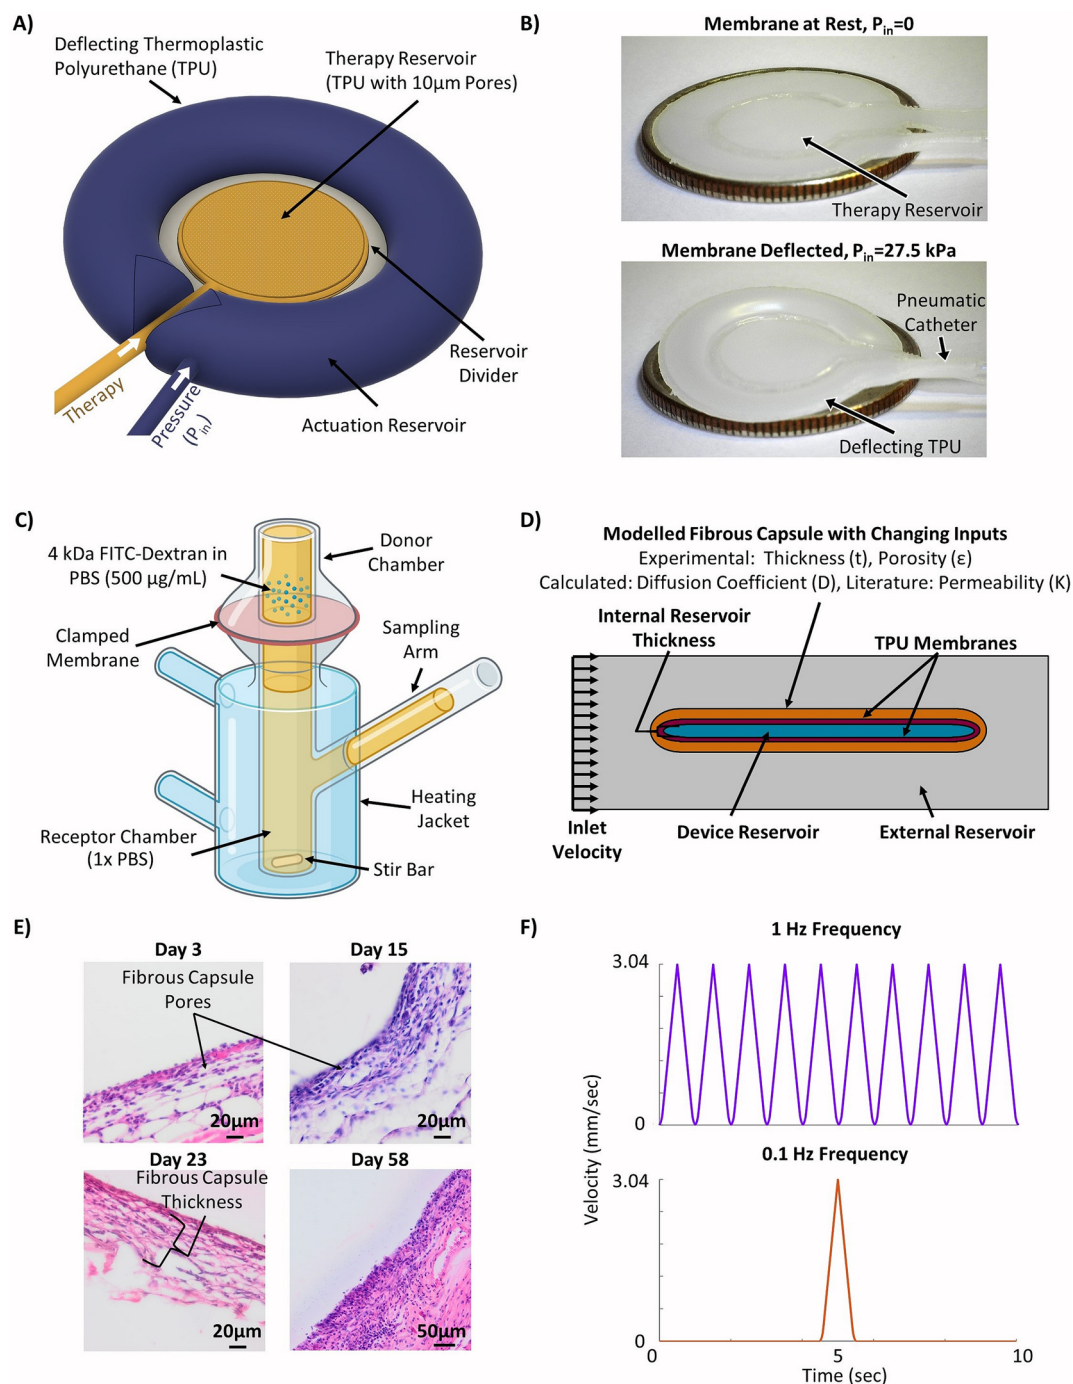 A)
Deflecting Thermoplastic
Polyurethane (TPU)
Therapy Reservoir
(TPU with 10µm Pores)
Reservoir
Divider
Actuation Reservoir
Therapy
Pressure
(Pin)
B)
Membrane at Rest, Pin=0
Therapy Reservoir
Membrane Deflected, Pin=27.5 kPa
Pneumatic
Catheter
Deflecting TPU
C)
4 kDa FITC-Dextran in
PBS (500 µg/mL)
Donor
Chamber
Clamped
Membrane
Sampling
Arm
Heating
Jacket
Receptor Chamber
(1x PBS)
Stir Bar
D)
Modelled Fibrous Capsule with Changing Inputs
Experimental: Thickness (t), Porosity (ε)
Calculated: Diffusion Coefficient (D), Literature: Permeability (K)
Internal Reservoir
Thickness
TPU Membranes
Inlet
Velocity
Device Reservoir
External Reservoir
E)
Day 3
Day 15
Fibrous Capsule
Pores
20µm
20µm
Day 23
Day 58
Fibrous Capsule
Thickness
20µm
50µm
F)
1 Hz Frequency
3.04
0
Velocity (mm/sec)
0.1 Hz Frequency
3.04
0
0
5
10
Time (sec)